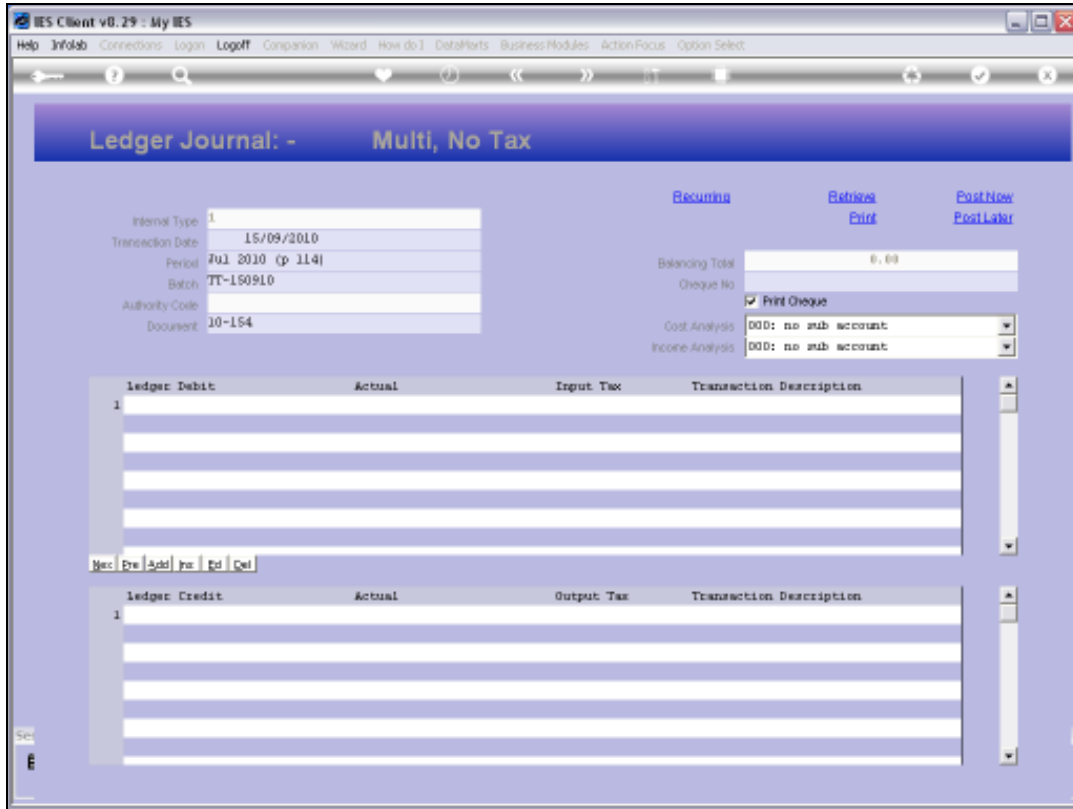 IES Client v8.29 : My IES
Help Infolab Connections Logon Logoff Companion Wizard How do I DataMarts Business Modules Action Focus Option Select
Ledger Journal: - Multi, No Tax
Recurring Retrieve Post Now
Print Post Later
Internal Type 1
Transaction Date 15/09/2010
Period Jul 2010 (p 114)
Batch TT-150910
Authority Code
Document 10-154
Balancing Total 0.00
Cheque No
Print Cheque
Cost Analysis 000: no sub account
Income Analysis 000: no sub account
Ledger Debit Actual Input Tax Transaction Description
1
Nex Pre Add Ins Ed Del
Ledger Credit Actual Output Tax Transaction Description
1